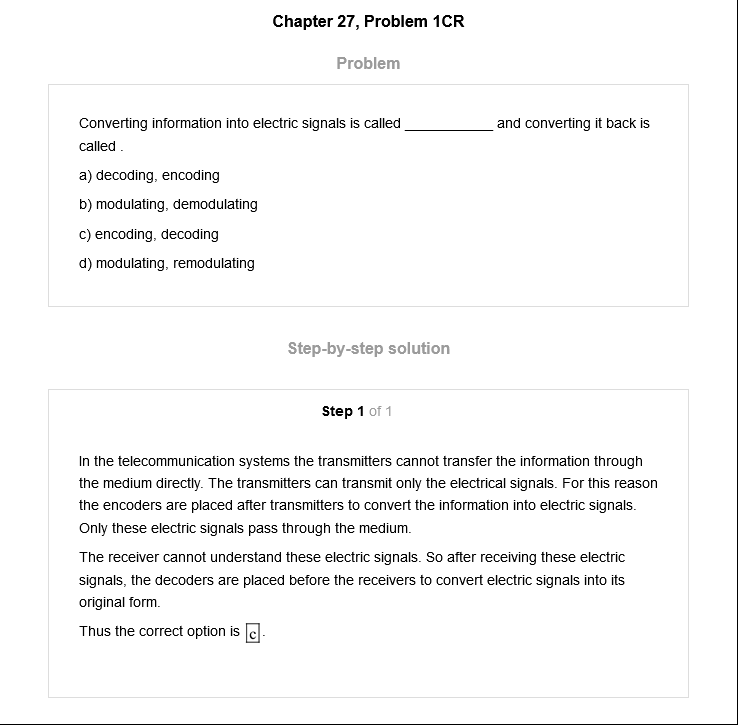 Chapter 27, Problem 1CR
Problem
Converting information into electric signals is called ___________ and converting it back is
called .
a) decoding, encoding
b) modulating, demodulating
c) encoding, decoding
d) modulating, remodulating
Step-by-step solution
Step 1 of 1
In the telecommunication systems the transmitters cannot transfer the information through
the medium directly. The transmitters can transmit only the electrical signals. For this reason
the encoders are placed after transmitters to convert the information into electric signals.
Only these electric signals pass through the medium.
The receiver cannot understand these electric signals. So after receiving these electric
signals, the decoders are placed before the receivers to convert electric signals into its
original form.
Thus the correct option is c.